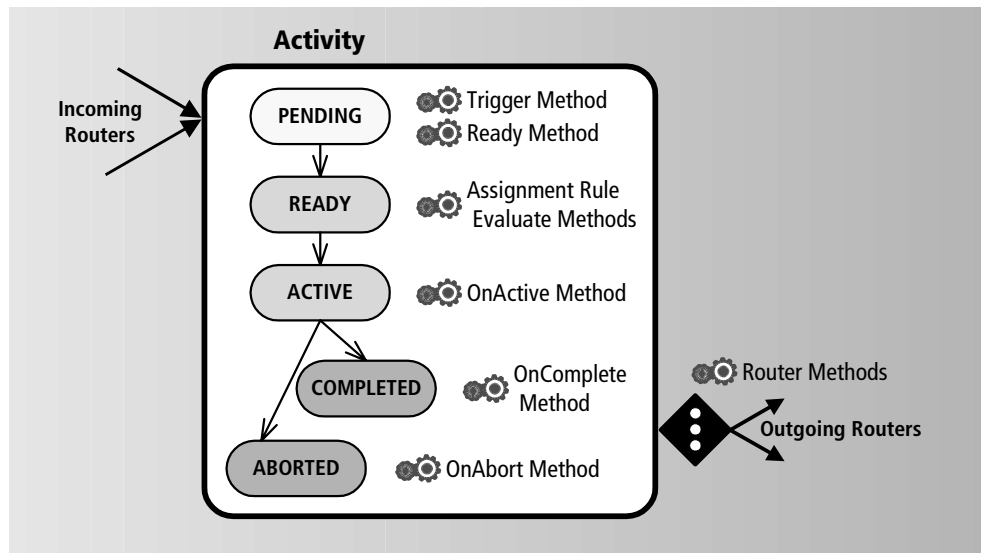 Activity
Incoming
Routers
PENDING
Trigger Method
Ready Method
READY
Assignment Rule
Evaluate Methods
ACTIVE
OnActive Method
COMPLETED
OnComplete
Method
ABORTED
OnAbort Method
Router Methods
Outgoing Routers